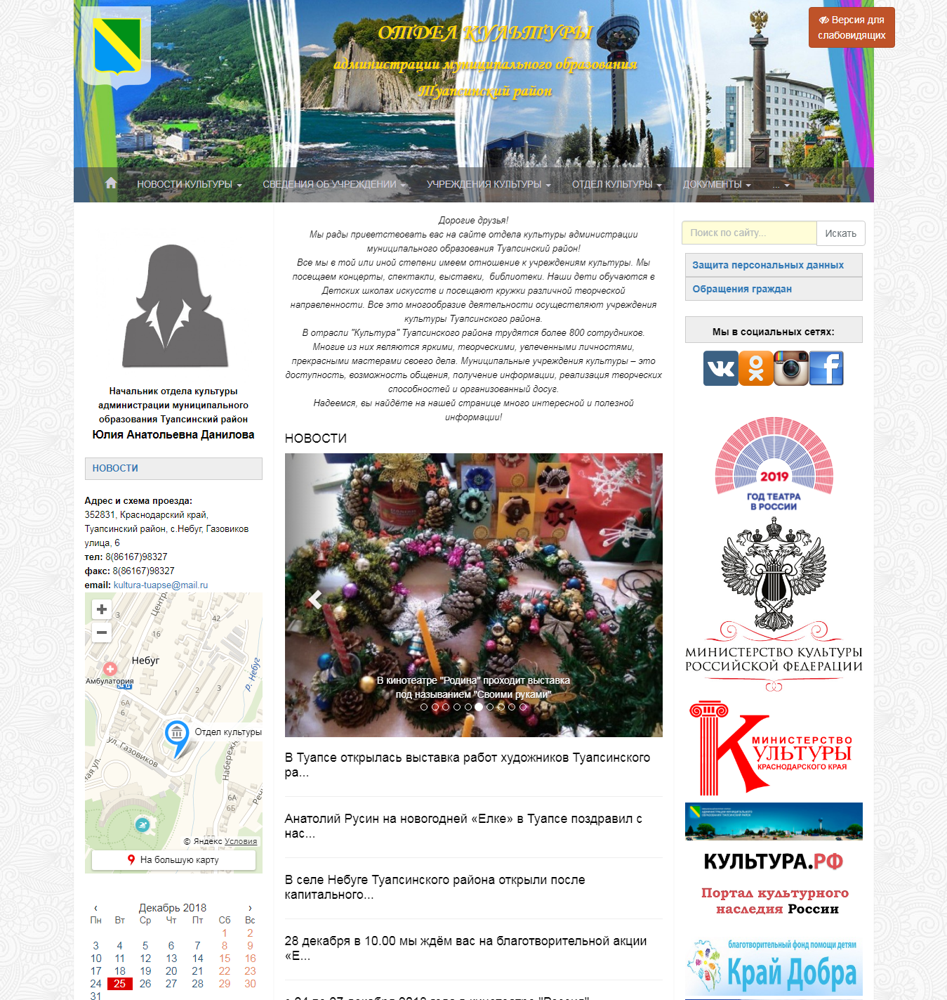 ОТДЕЛ КУЛЬТУРЫ
администрации муниципального образования
Туапсинский район
Версия для
слабовидящих
НОВОСТИ КУЛЬТУРЫ
СВЕДЕНИЯ ОБ УЧРЕЖДЕНИИ
УЧРЕЖДЕНИЯ КУЛЬТУРЫ
ОТДЕЛ КУЛЬТУРЫ
ДОКУМЕНТЫ
...
Начальник отдела культуры
администрации муниципального
образования Туапсинский район
Юлия Анатольевна Данилова
НОВОСТИ
Адрес и схема проезда:
352831, Краснодарский край,
Туапсинский район, с.Небуг, Газовиков
улица, 6
тел: 8(86167)98327
факс: 8(86167)98327
email: kultura-tuapse@mail.ru
Центр.
3
42
16
Небуг
р. Небуг
Амбулатория
6А
1
2
3
6А
Отдел культуры
ул. Газовиков
ная ул.
Набережн
6А
6Б
Реч
© Яндекс Условия
На большую карту
‹ Декабрь 2018 ›
Пн Вт Ср Чт Пт Сб Вс
1 2
3 4 5 6 7 8 9
10 11 12 13 14 15 16
17 18 19 20 21 22 23
24 25 26 27 28 29 30
31
Дорогие друзья!
Мы рады приветствовать вас на сайте отдела культуры администрации
муниципального образования Туапсинский район!
Все мы в той или иной степени имеем отношение к учреждениям культуры. Мы
посещаем концерты, спектакли, выставки, библиотеки. Наши дети обучаются в
Детских школах искусств и посещают кружки различной творческой
направленности. Все это многообразие деятельности осуществляют учреждения
культуры Туапсинского района.
В отрасли "Культура" Туапсинского района трудятся более 800 сотрудников.
Многие из них являются яркими, творческими, увлеченными личностями,
прекрасными мастерами своего дела. Муниципальные учреждения культуры – это
доступность, возможность общения, получение информации, реализация творческих
способностей и организованный досуг.
Надеемся, вы найдёте на нашей странице много интересной и полезной
информации!
НОВОСТИ
В кинотеатре "Родина" проходит выставка
под называнием "Своими руками"
В Туапсе открылась выставка работ художников Туапсинского
ра...
Анатолий Русин на новогодней «Елке» в Туапсе поздравил с
нас...
В селе Небуге Туапсинского района открыли после
капитального...
28 декабря в 10.00 мы ждём вас на благотворительной акции
«Е...
с 24 по 27 декабря 2018 года в кинотеатре "Россия"
Поиск по сайту...
Искать
Защита персональных данных
Обращения граждан
Мы в социальных сетях:
2019
ГОД ТЕАТРА
В РОССИИ
МИНИСТЕРСТВО КУЛЬТУРЫ
РОССИЙСКОЙ ФЕДЕРАЦИИ
МИНИСТЕРСТВО
КУЛЬТУРЫ
КРАСНОДАРСКОГО КРАЯ
АДМИНИСТРАЦИИ МУНИЦИПАЛЬНОГО
ОБРАЗОВАНИЯ ТУАПСИНСКИЙ РАЙОН
КУЛЬТУРА.РФ
Портал культурного
наследия России
благотворительный фонд помощи детям
Край Добра